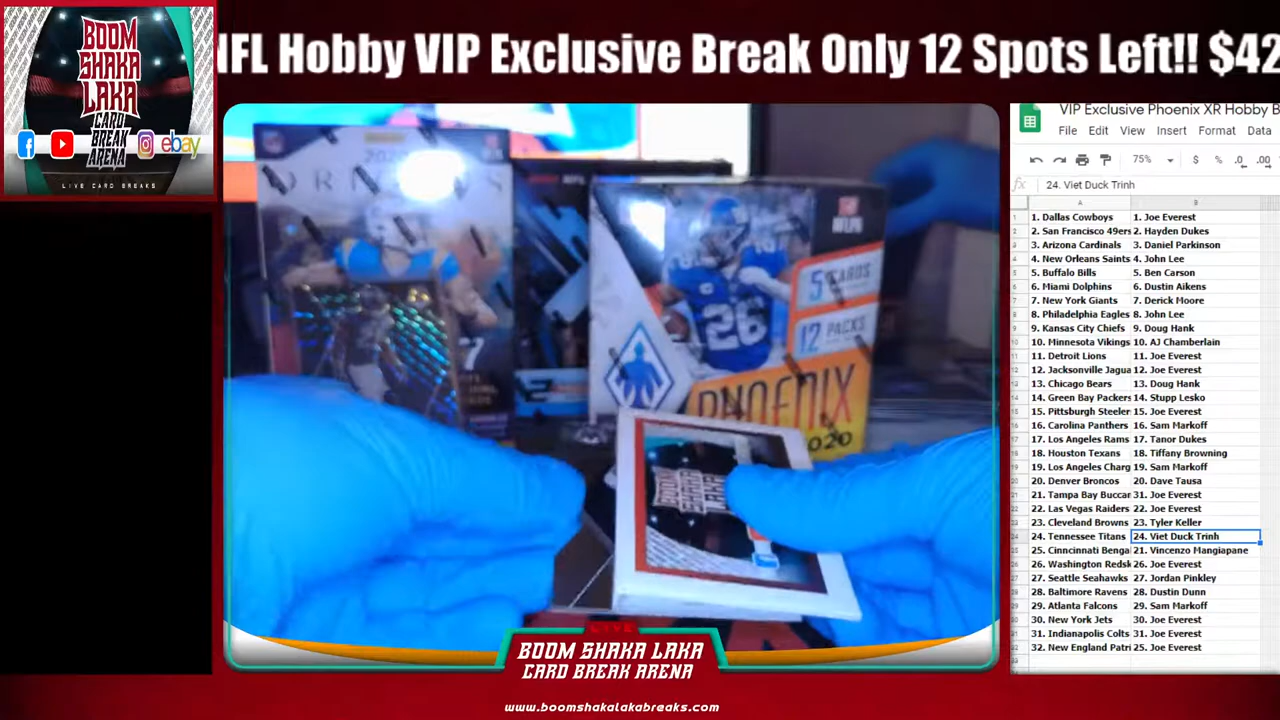 NFL Hobby VIP Exclusive Break Only 12 Spots Left!! $42
BOOM
SHAKA
LAKA
CARD
BREAK
ARENA
ebay
LIVE CARD BREAKS
VIP Exclusive Phoenix XR Hobby B
File Edit View Insert Format Data
75% $ % .0 .00
fx 24. Viet Duck Trinh
A B
1. Dallas Cowboys 1. Joe Everest
2. San Francisco 49ers 2. Hayden Dukes
3. Arizona Cardinals 3. Daniel Parkinson
4. New Orleans Saints 4. John Lee
5. Buffalo Bills 5. Ben Carson
6. Miami Dolphins 6. Dustin Aikens
7. New York Giants 7. Derick Moore
8. Philadelphia Eagles 8. John Lee
9. Kansas City Chiefs 9. Doug Hank
10. Minnesota Vikings 10. AJ Chamberlain
11. Detroit Lions 11. Joe Everest
12. Jacksonville Jagua 12. Joe Everest
13. Chicago Bears 13. Doug Hank
14. Green Bay Packers 14. Stupp Lesko
15. Pittsburgh Steeler 15. Joe Everest
16. Carolina Panthers 16. Sam Markoff
17. Los Angeles Rams 17. Tanor Dukes
18. Houston Texans 18. Tiffany Browning
19. Los Angeles Charg 19. Sam Markoff
20. Denver Broncos 20. Dave Tausa
21. Tampa Bay Buccan 31. Joe Everest
22. Las Vegas Raiders 22. Joe Everest
23. Cleveland Browns 23. Tyler Keller
24. Tennessee Titans 24. Viet Duck Trinh
25. Cinncinnati Benga 21. Vincenzo Mangiapane
26. Washington Redsk 26. Joe Everest
27. Seattle Seahawks 27. Jordan Pinkley
28. Baltimore Ravens 28. Dustin Dunn
29. Atlanta Falcons 29. Sam Markoff
30. New York Jets 30. Joe Everest
31. Indianapolis Colts 31. Joe Everest
32. New England Patri 25. Joe Everest
5 CARDS
12 PACKS
26
PHOENIX
2020
LIVE
BOOM SHAKA LAKA
CARD BREAK ARENA
www.boomshakalakabreaks.com